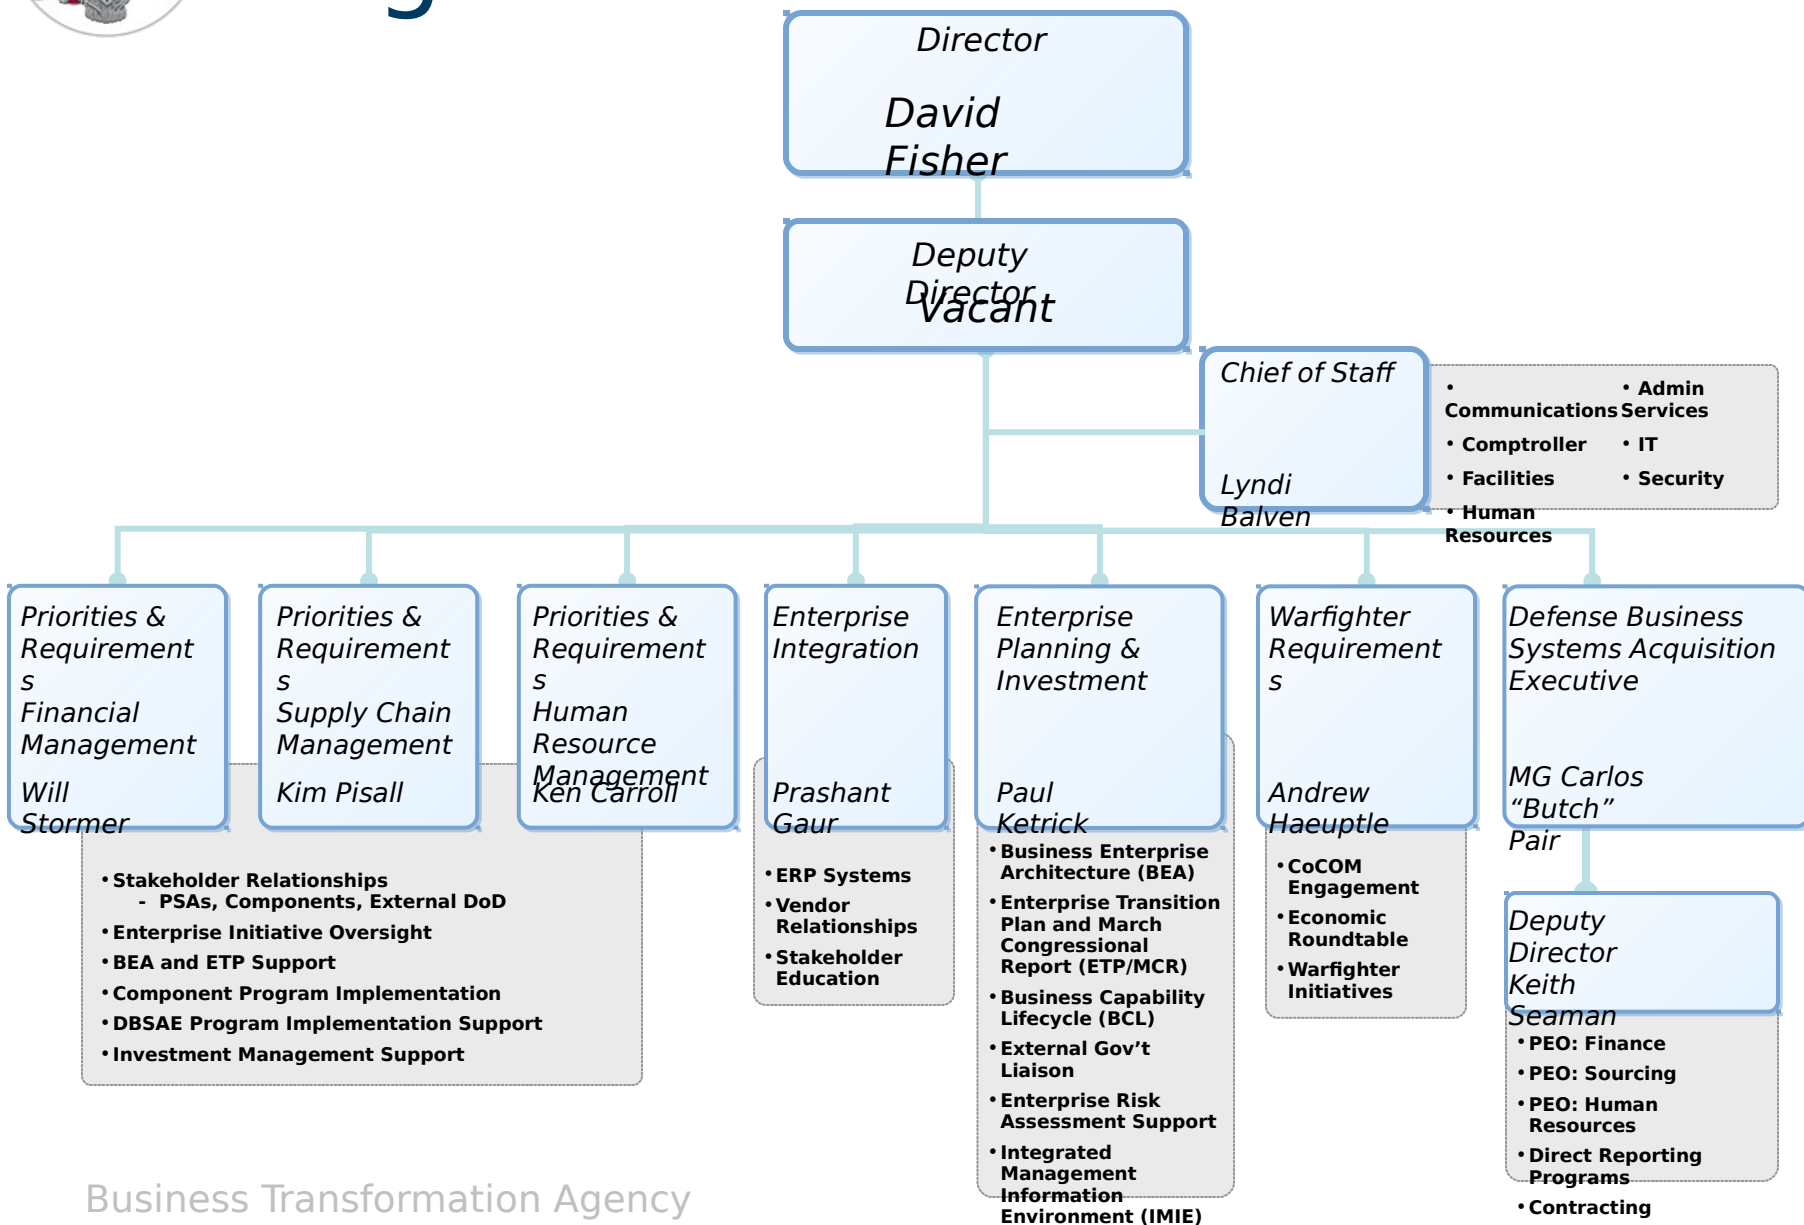 Director
David
Fisher
Deputy
Director
Vacant
Chief of Staff
Lyndi
Balven
•
Communications
• Comptroller
• Facilities
• Human
Resources
• Admin
Services
• IT
• Security
Priorities &
Requirement
s
Financial
Management
Will
Stormer
Priorities &
Requirement
s
Supply Chain
Management
Kim Pisall
Priorities &
Requirement
s
Human
Resource
Management
Ken Carroll
•Stakeholder Relationships
- PSAs, Components, External DoD
•Enterprise Initiative Oversight
•BEA and ETP Support
•Component Program Implementation
•DBSAE Program Implementation Support
•Investment Management Support
Enterprise
Integration
Prashant
Gaur
•ERP Systems
•Vendor
Relationships
•Stakeholder
Education
Enterprise
Planning &
Investment
Paul
Ketrick
•Business Enterprise
Architecture (BEA)
•Enterprise Transition
Plan and March
Congressional
Report (ETP/MCR)
•Business Capability
Lifecycle (BCL)
•External Gov’t
Liaison
•Enterprise Risk
Assessment Support
•Integrated
Management
Information
Environment (IMIE)
Warfighter
Requirement
s
Andrew
Haeuptle
•CoCOM
Engagement
•Economic
Roundtable
•Warfighter
Initiatives
Defense Business
Systems Acquisition
Executive
MG Carlos
“Butch”
Pair
Deputy
Director
Keith
Seaman
•PEO: Finance
•PEO: Sourcing
•PEO: Human
Resources
•Direct Reporting
Programs
•Contracting
Business Transformation Agency